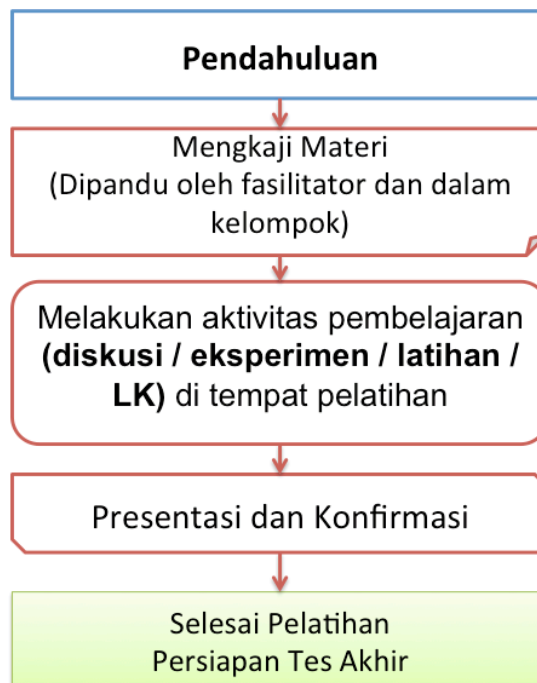 Pendahuluan
Mengkaji Materi
(Dipandu oleh fasilitator dan dalam
kelompok)
Melakukan aktivitas pembelajaran
(diskusi / eksperimen / latihan /
LK) di tempat pelatihan
Presentasi dan Konfirmasi
Selesai Pelatihan
Persiapan Tes Akhir